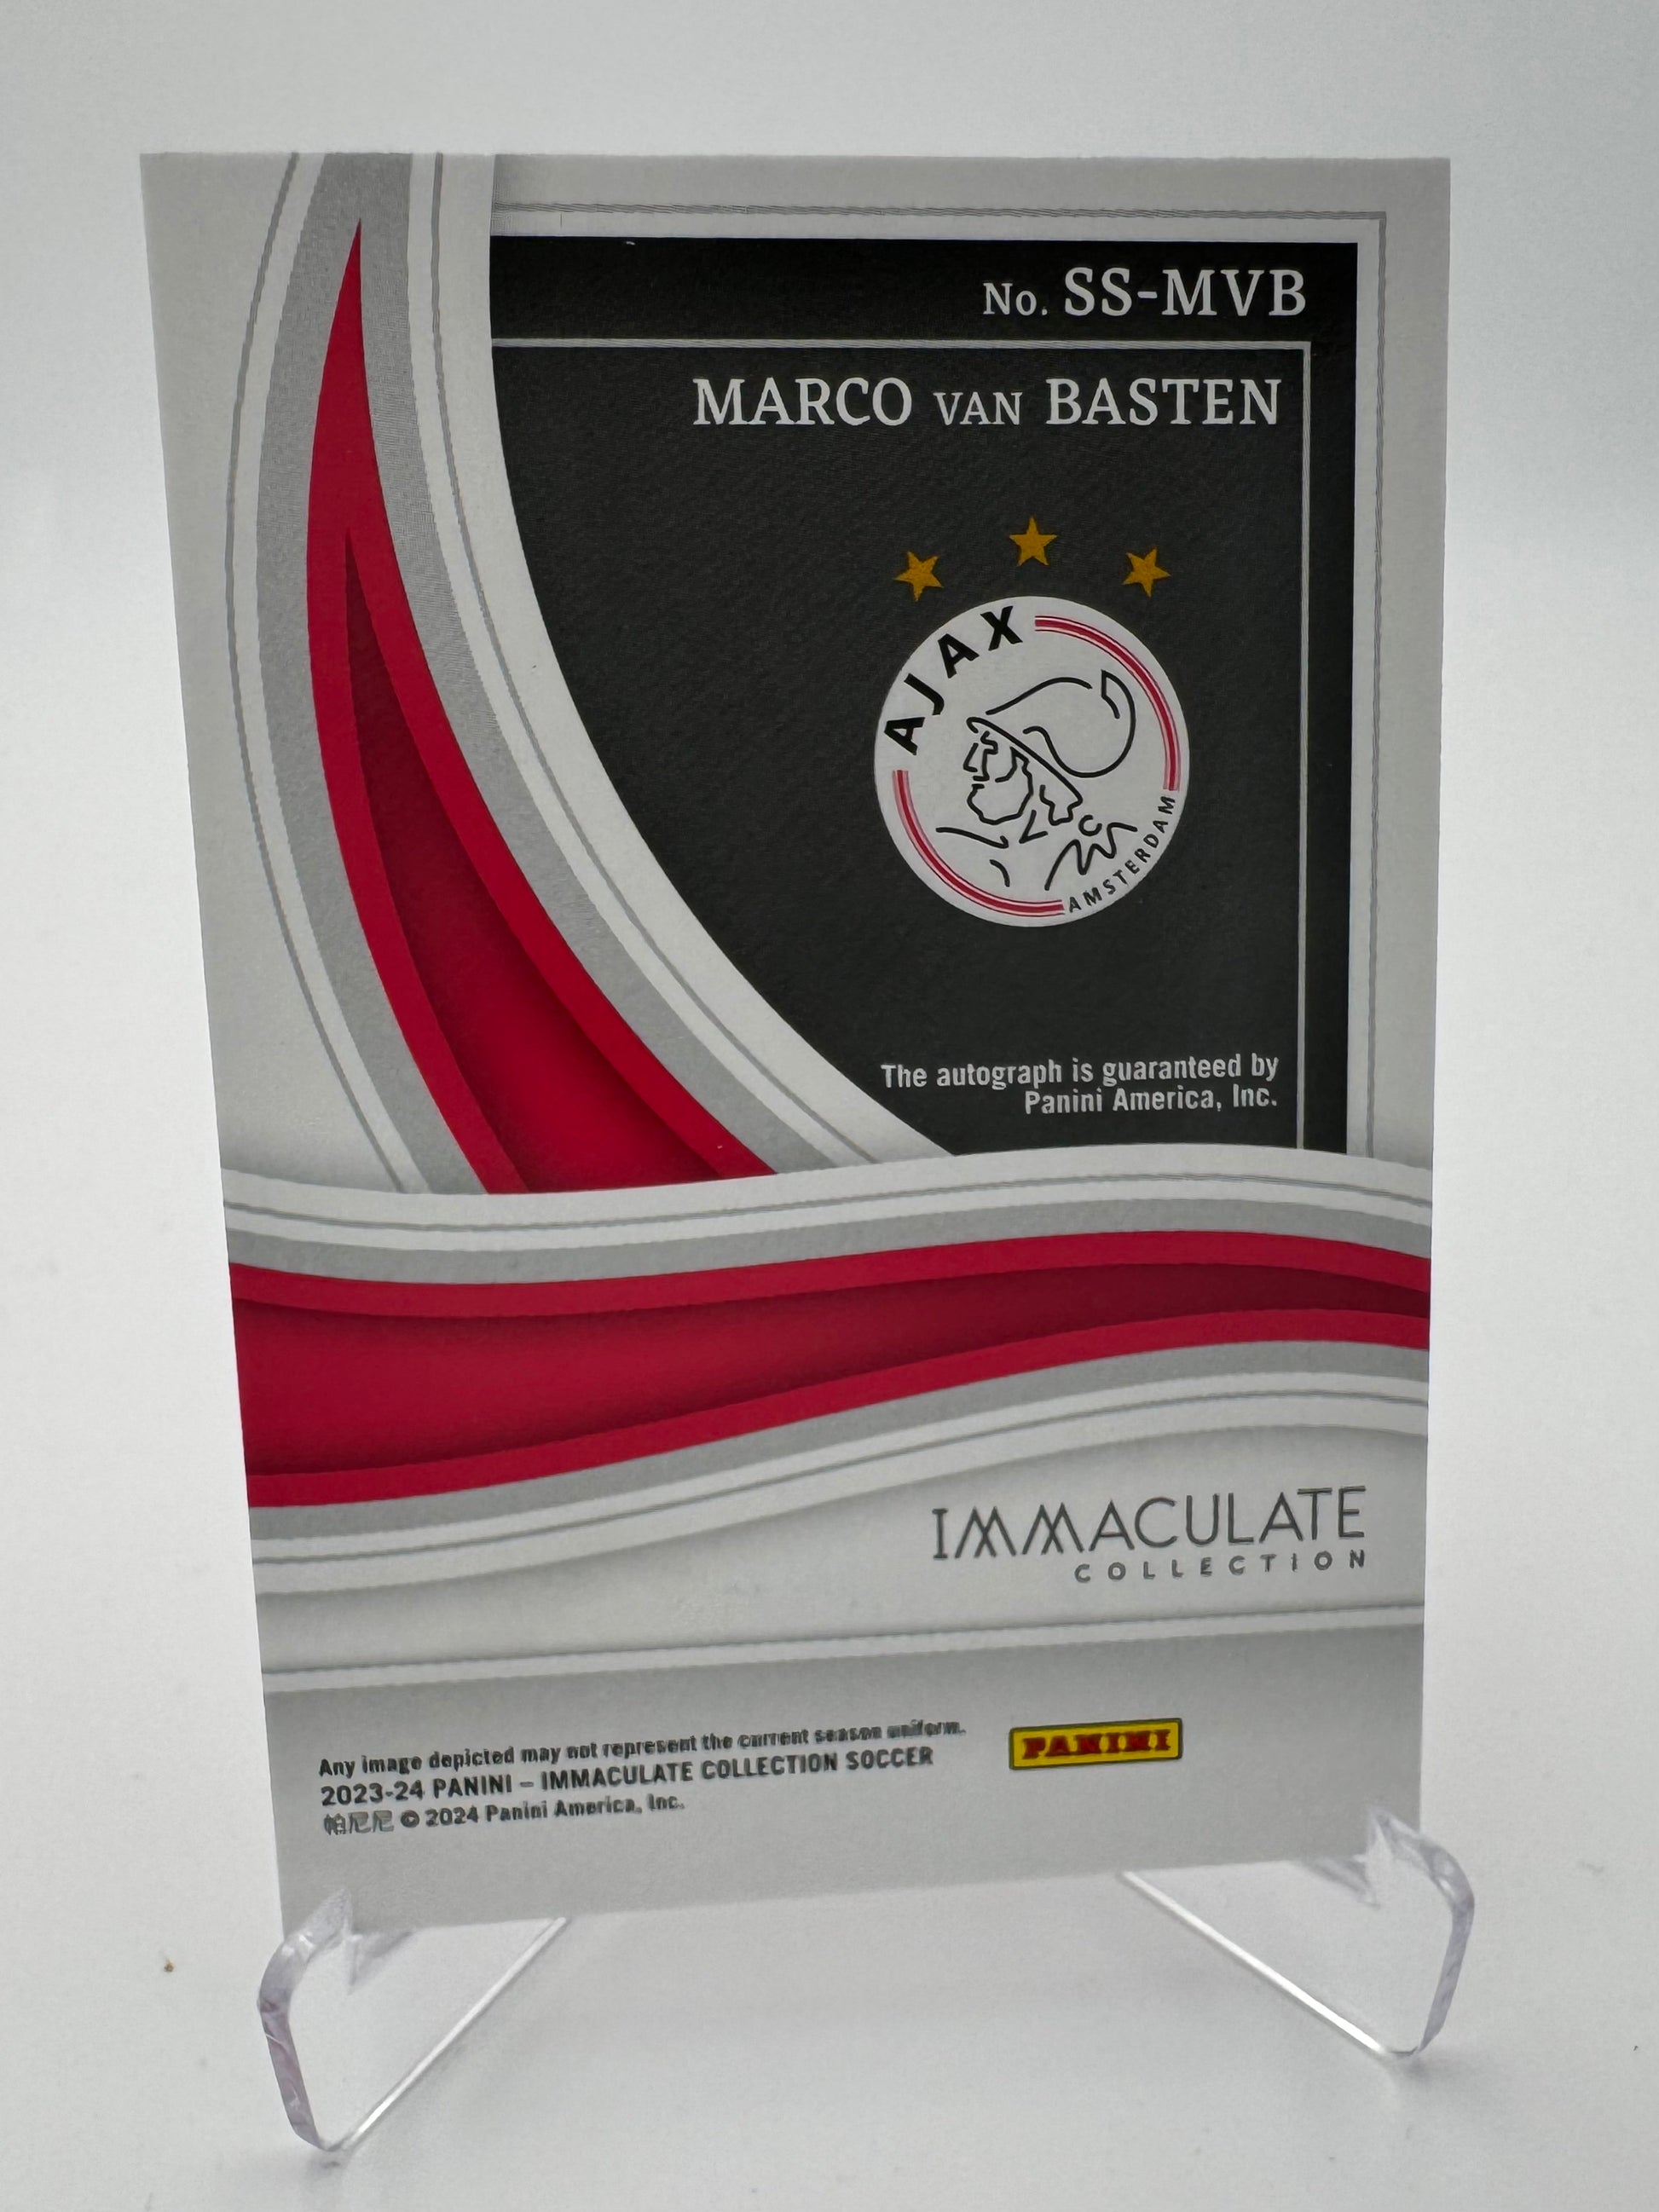 No. SS-MVB
MARCO VAN BASTEN
AJAX
AMSTERDAM
The autograph is guaranteed by
Panini America, Inc.
IMMACULATE
COLLECTION
Any image depicted may not represent the current season uniform.
2023-24 PANINI – IMMACULATE COLLECTION SOCCER
帕尼尼 © 2024 Panini America, Inc.
PANINI